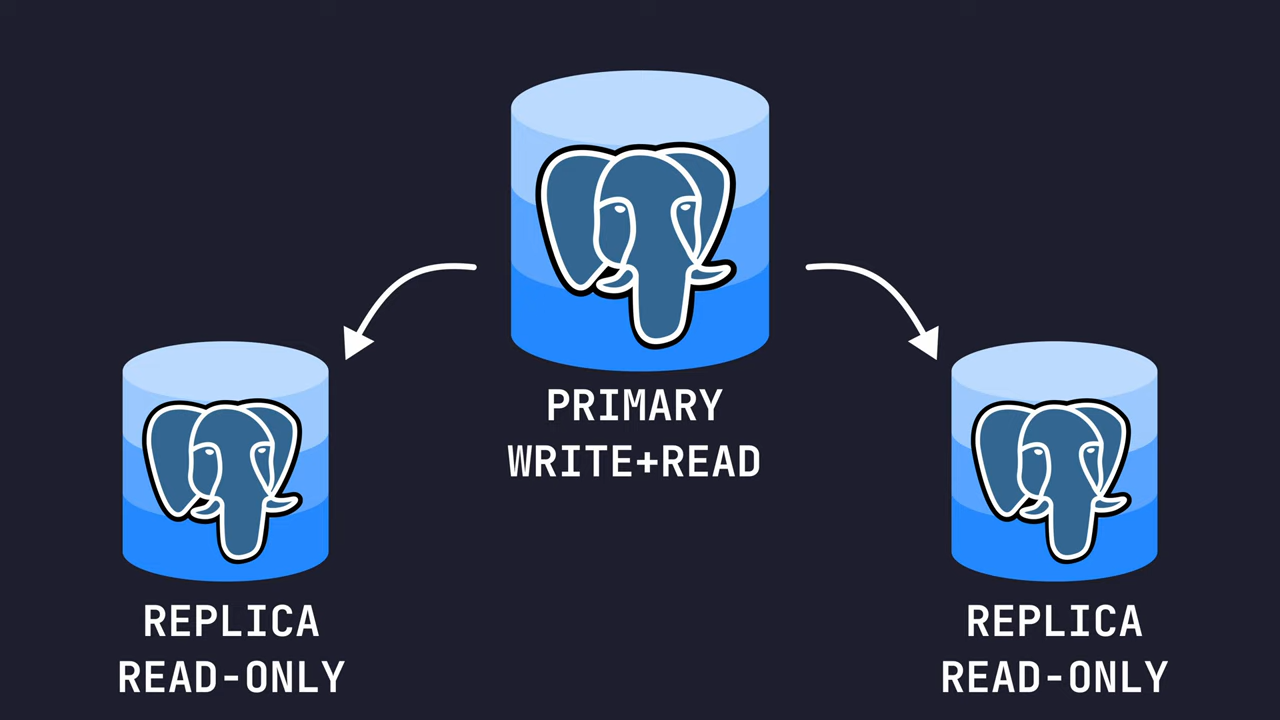 PRIMARY
WRITE+READ
REPLICA
READ-ONLY
REPLICA
READ-ONLY